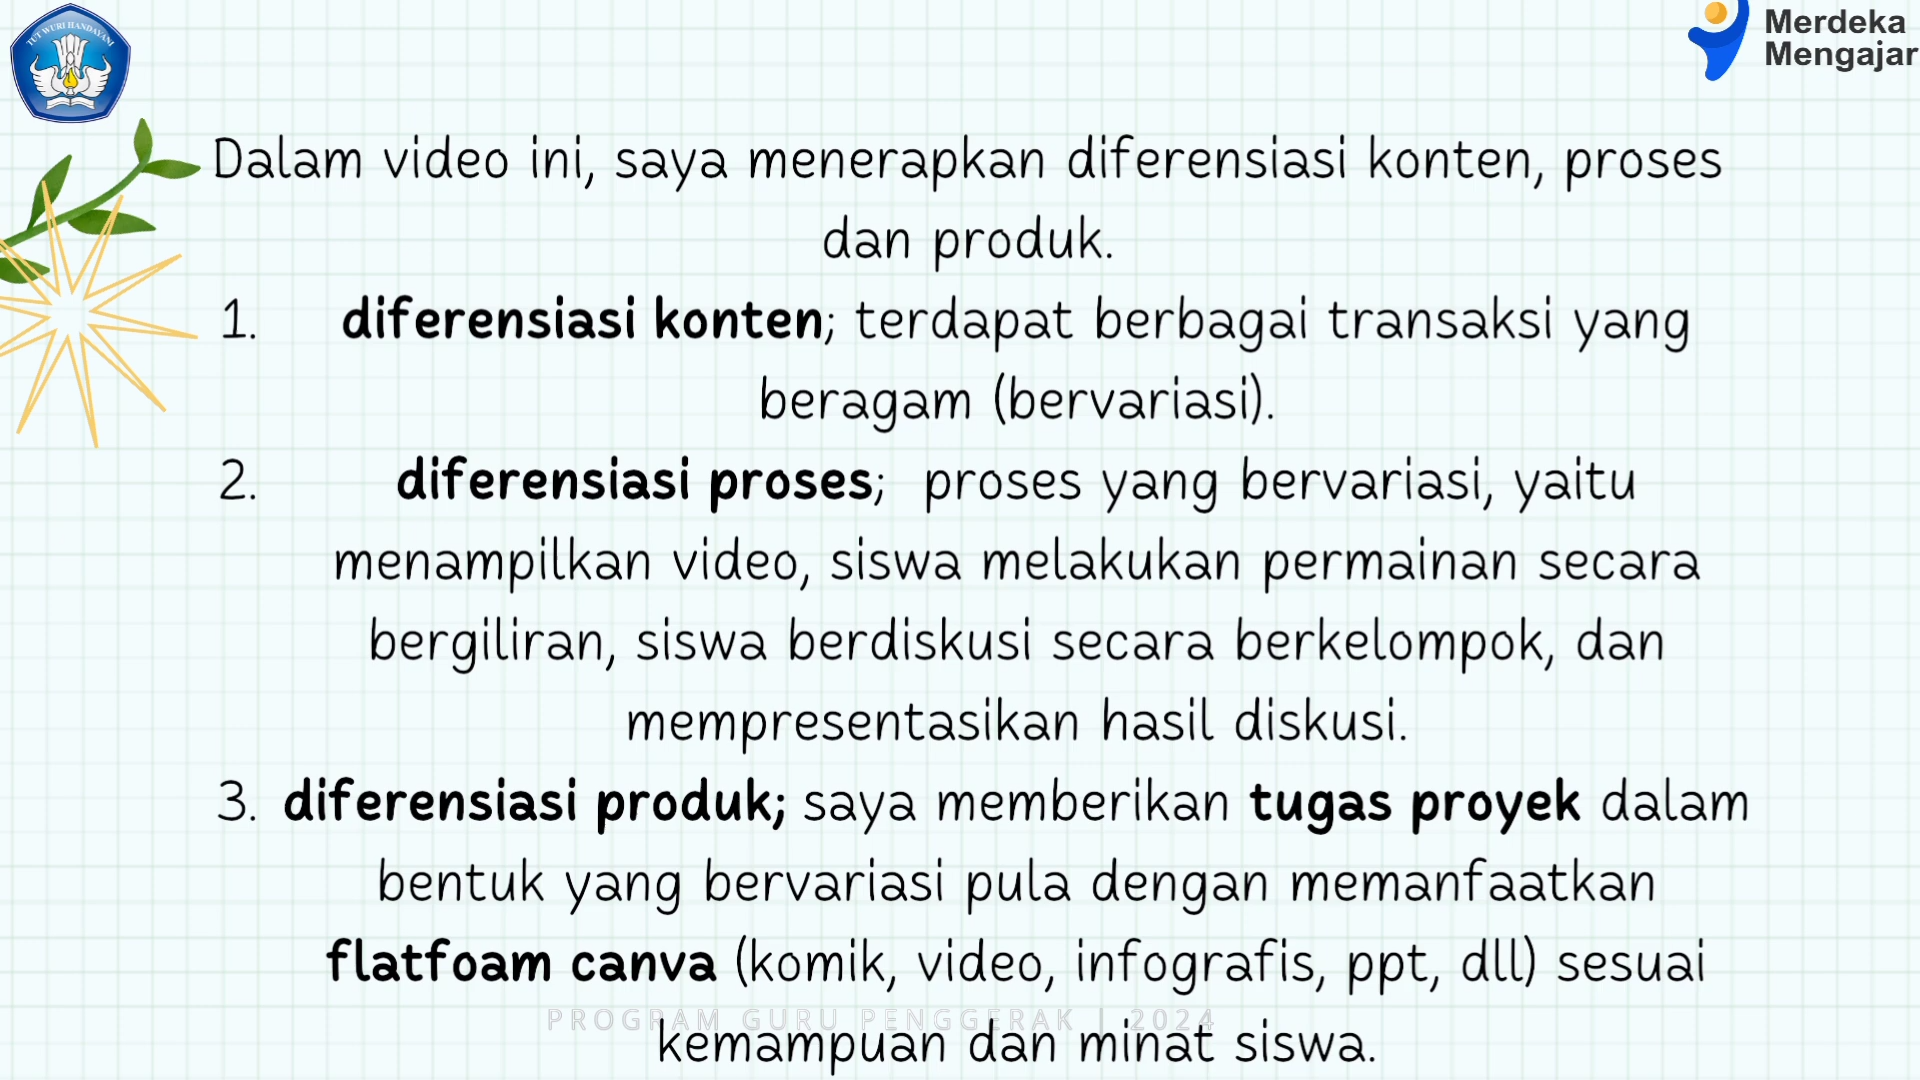 TUT WURI HANDAYANI
Merdeka
Mengajar
Dalam video ini, saya menerapkan diferensiasi konten, proses
dan produk.
1. diferensiasi konten; terdapat berbagai transaksi yang
beragam (bervariasi).
2. diferensiasi proses; proses yang bervariasi, yaitu
menampilkan video, siswa melakukan permainan secara
bergiliran, siswa berdiskusi secara berkelompok, dan
mempresentasikan hasil diskusi.
3. diferensiasi produk; saya memberikan tugas proyek dalam
bentuk yang bervariasi pula dengan memanfaatkan
flatfoam canva (komik, video, infografis, ppt, dll) sesuai
PROGRAM GURU PENGGERAK | 2024
kemampuan dan minat siswa.